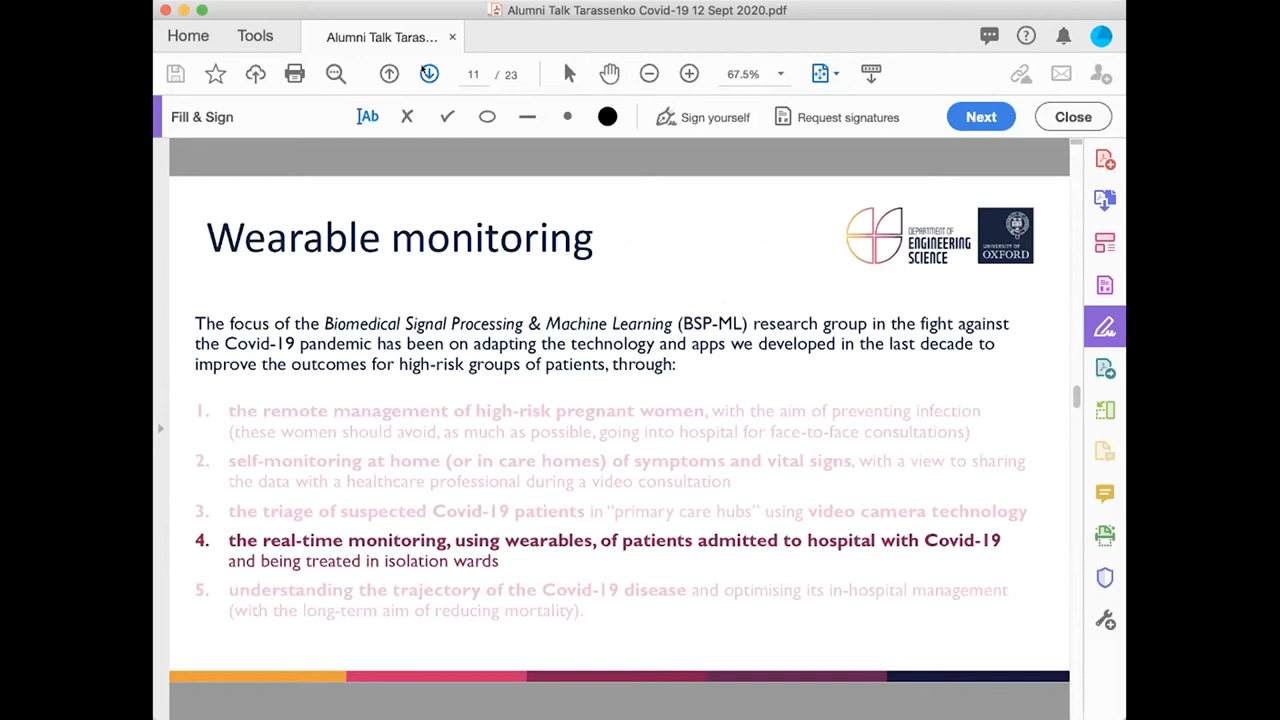 Alumni Talk Tarassenko Covid-19 12 Sept 2020.pdf
Home Tools Alumni Talk Taras... ×
11 / 23 67.5%
Fill & Sign Ab Sign yourself Request signatures Next Close
Wearable monitoring
DEPARTMENT OF
ENGINEERING
SCIENCE
UNIVERSITY OF
OXFORD
The focus of the Biomedical Signal Processing & Machine Learning (BSP-ML) research group in the fight against
the Covid-19 pandemic has been on adapting the technology and apps we developed in the last decade to
improve the outcomes for high-risk groups of patients, through:
1. the remote management of high-risk pregnant women, with the aim of preventing infection
(these women should avoid, as much as possible, going into hospital for face-to-face consultations)
2. self-monitoring at home (or in care homes) of symptoms and vital signs, with a view to sharing
the data with a healthcare professional during a video consultation
3. the triage of suspected Covid-19 patients in “primary care hubs” using video camera technology
4. the real-time monitoring, using wearables, of patients admitted to hospital with Covid-19
and being treated in isolation wards
5. understanding the trajectory of the Covid-19 disease and optimising its in-hospital management
(with the long-term aim of reducing mortality).